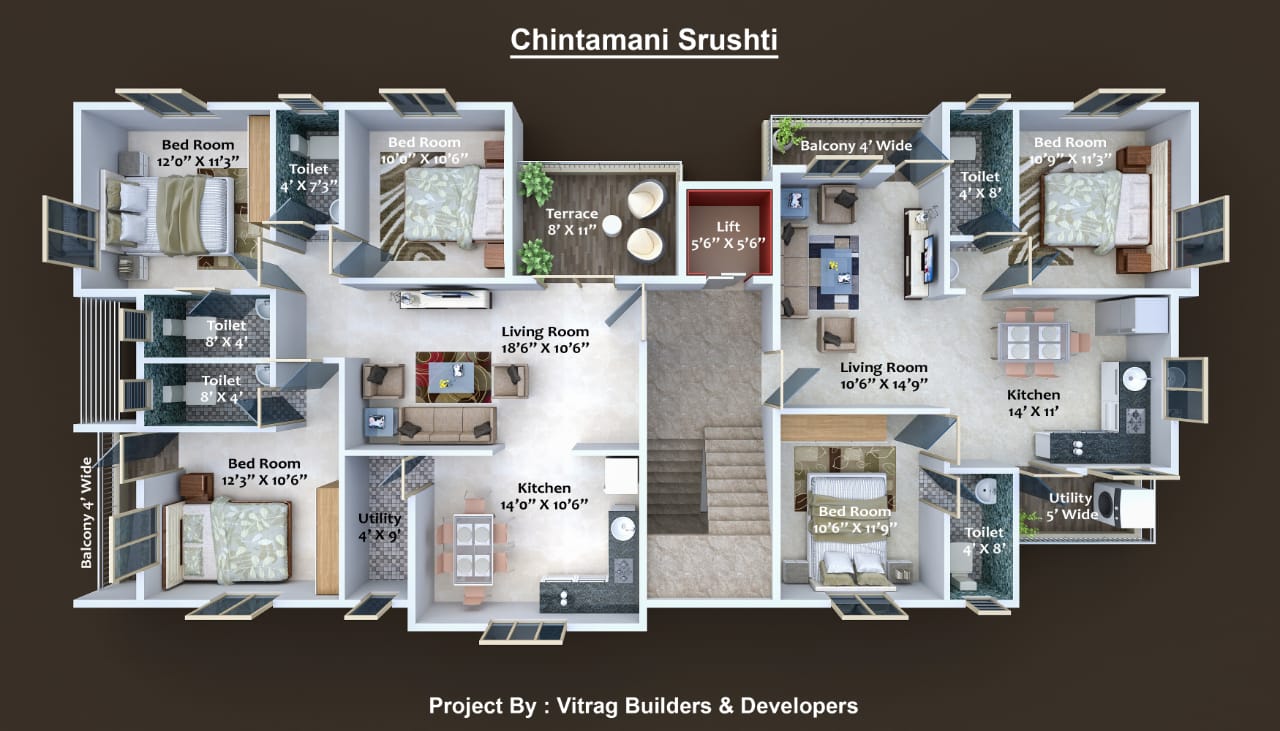 Chintamani Srushti
Bed Room
12’0” X 11’3”
Toilet
4’ X 7’3”
Bed Room
10’0” X 10’6”
Terrace
8’ X 11”
Lift
5’6” X 5’6”
Balcony 4’ Wide
Toilet
4’ X 8’
Bed Room
10’9” X 11’3”
Toilet
8’ X 4’
Toilet
8’ X 4’
Living Room
18’6” X 10’6”
Living Room
10’6” X 14’9”
Kitchen
14’ X 11’
Balcony 4’ Wide
Bed Room
12’3” X 10’6”
Utility
4’ X 9’
Kitchen
14’0” X 10’6”
Bed Room
10’6” X 11’9”
Toilet
4’ X 8’
Utility
5’ Wide
Project By : Vitrag Builders & Developers